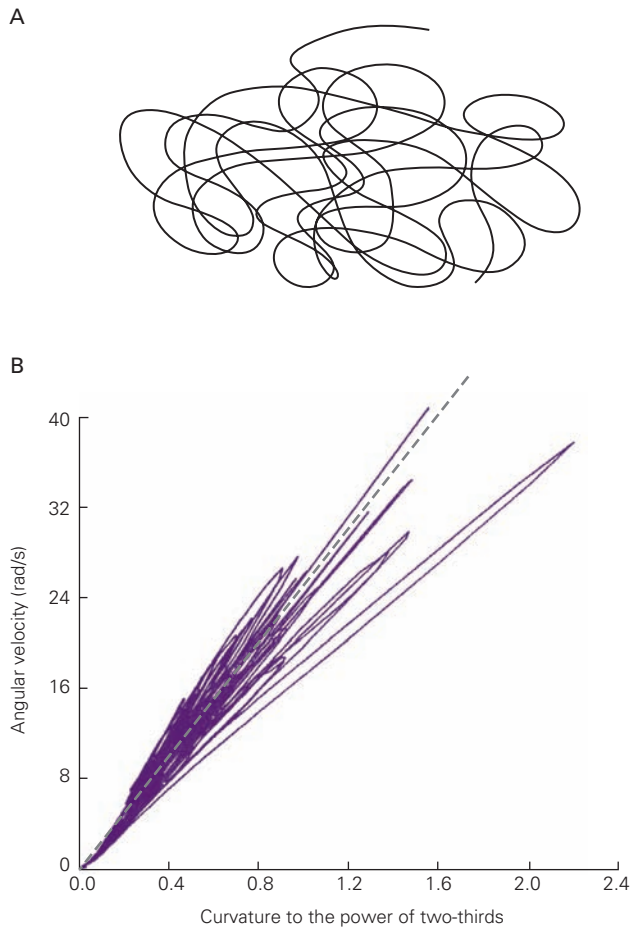 A
B
40
32
24
16
8
0
Angular velocity (rad/s)
0.0 0.4 0.8 1.2 1.6 2.0 2.4
Curvature to the power of two-thirds